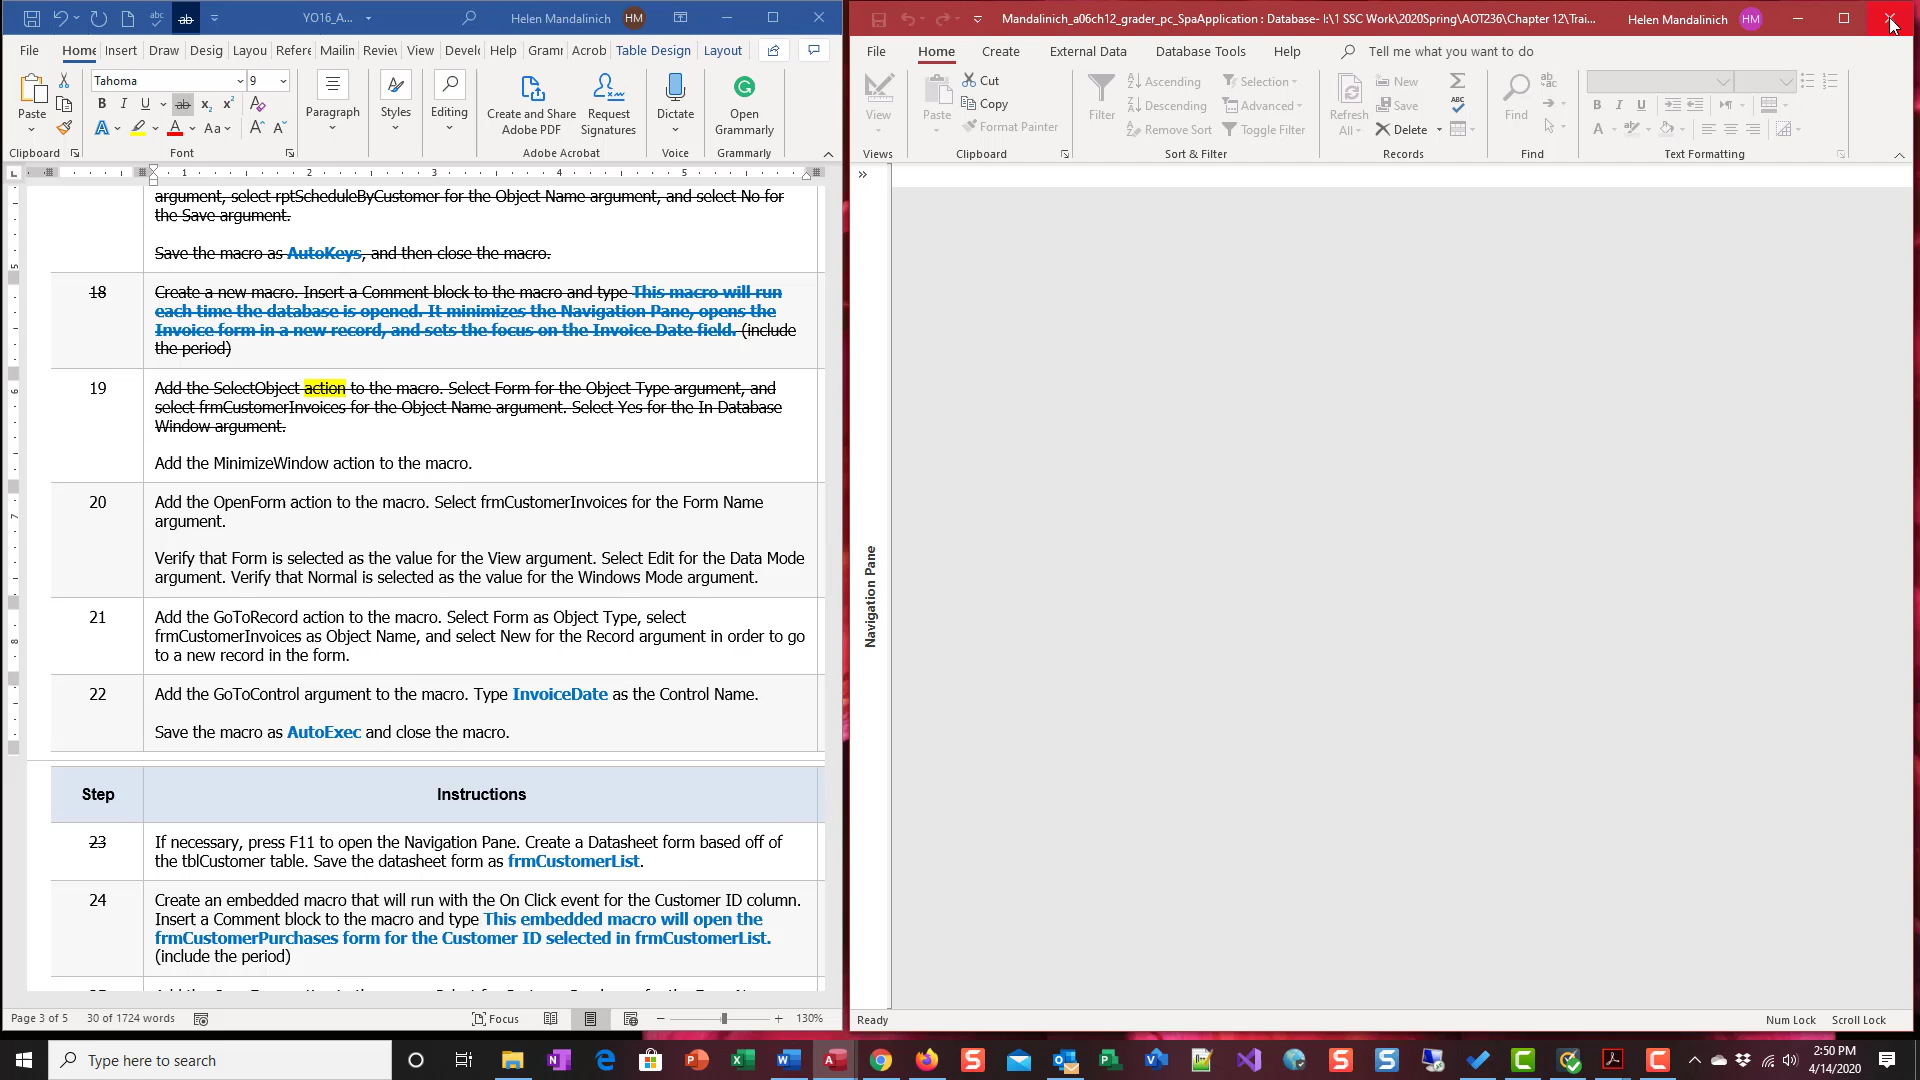 YO16_A...
Helen Mandalinich
HM
File Home Insert Draw Desig Layou Refere Mailin Review View Develo Help Gramr Acrob Table Design Layout
Tahoma 9
Paste
Paragraph
Styles
Editing
Create and Share
Adobe PDF
Request
Signatures
Dictate
Open
Grammarly
Clipboard Font Adobe Acrobat Voice Grammarly
1 2 3 4 5
argument, select rptScheduleByCustomer for the Object Name argument, and select No for
the Save argument.
Save the macro as AutoKeys, and then close the macro.
18 Create a new macro. Insert a Comment block to the macro and type This macro will run
each time the database is opened. It minimizes the Navigation Pane, opens the
Invoice form in a new record, and sets the focus on the Invoice Date field. (include
the period)
19 Add the SelectObject action to the macro. Select Form for the Object Type argument, and
select frmCustomerInvoices for the Object Name argument. Select Yes for the In Database
Window argument.
Add the MinimizeWindow action to the macro.
20 Add the OpenForm action to the macro. Select frmCustomerInvoices for the Form Name
argument.
Verify that Form is selected as the value for the View argument. Select Edit for the Data Mode
argument. Verify that Normal is selected as the value for the Windows Mode argument.
21 Add the GoToRecord action to the macro. Select Form as Object Type, select
frmCustomerInvoices as Object Name, and select New for the Record argument in order to go
to a new record in the form.
22 Add the GoToControl argument to the macro. Type InvoiceDate as the Control Name.
Save the macro as AutoExec and close the macro.
Step Instructions
23 If necessary, press F11 to open the Navigation Pane. Create a Datasheet form based off of
the tblCustomer table. Save the datasheet form as frmCustomerList.
24 Create an embedded macro that will run with the On Click event for the Customer ID column.
Insert a Comment block to the macro and type This embedded macro will open the
frmCustomerPurchases form for the Customer ID selected in frmCustomerList.
(include the period)
Page 3 of 5 30 of 1724 words Focus 130%
Mandalinich_a06ch12_grader_pc_SpaApplication : Database- I:\1 SSC Work\2020Spring\AOT236\Chapter 12\Trai... Helen Mandalinich HM
File Home Create External Data Database Tools Help Tell me what you want to do
View
Paste
Cut
Copy
Format Painter
Filter
Ascending
Descending
Remove Sort
Selection
Advanced
Toggle Filter
Refresh
All
New
Save
Delete
Find
Views Clipboard Sort & Filter Records Find Text Formatting
Navigation Pane
Ready Num Lock Scroll Lock
Type here to search
2:50 PM
4/14/2020